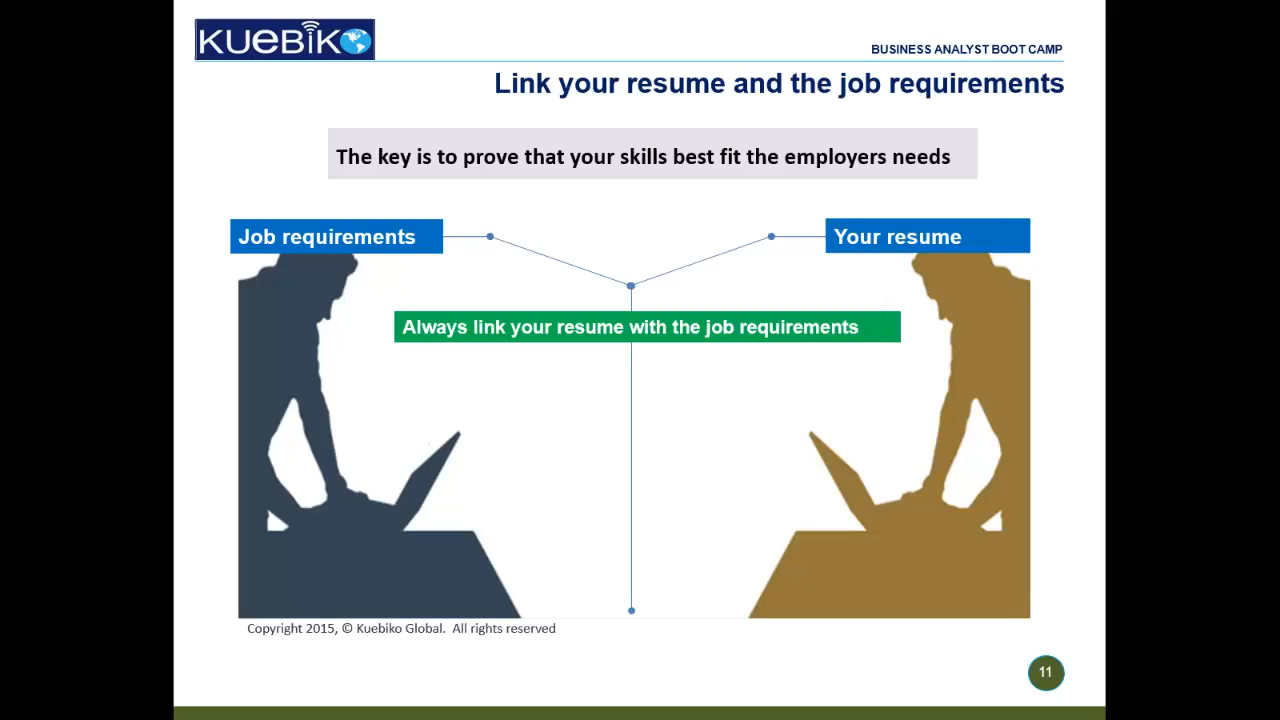 KUEBIKO
BUSINESS ANALYST BOOT CAMP
Link your resume and the job requirements
The key is to prove that your skills best fit the employers needs
Job requirements
Your resume
Always link your resume with the job requirements
Copyright 2015, © Kuebiko Global. All rights reserved
11